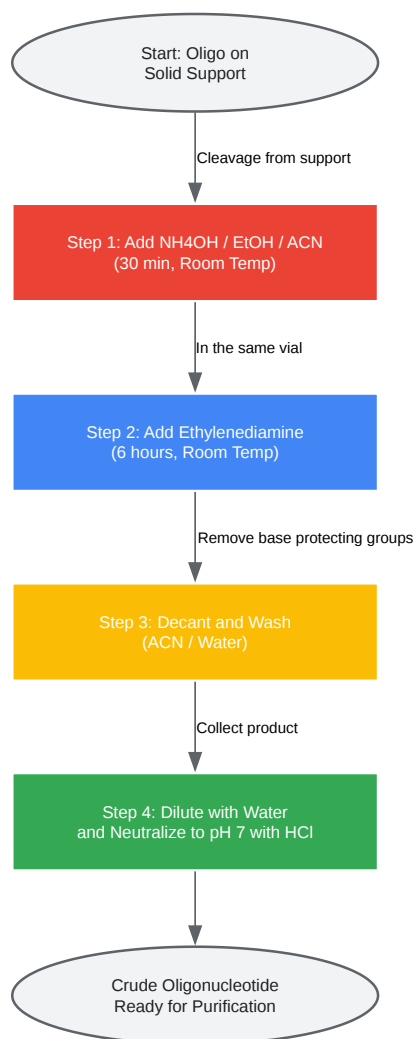 Start: Oligo on
Solid Support
Cleavage from support
Step 1: Add NH4OH / EtOH / ACN
(30 min, Room Temp)
In the same vial
Step 2: Add Ethylenediamine
(6 hours, Room Temp)
Remove base protecting groups
Step 3: Decant and Wash
(ACN / Water)
Collect product
Step 4: Dilute with Water
and Neutralize to pH 7 with HCl
Crude Oligonucleotide
Ready for Purification